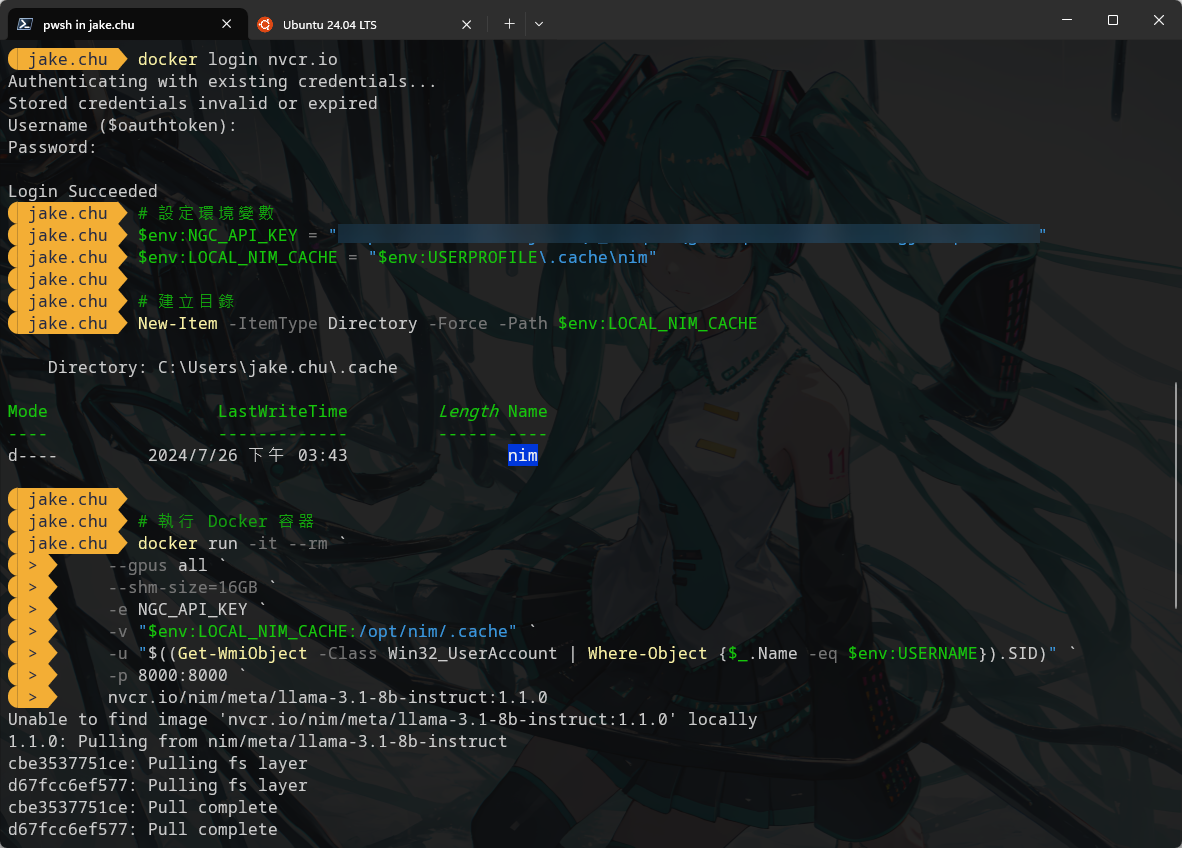 pwsh in jake.chu
Ubuntu 24.04 LTS
jake.chu docker login nvcr.io
Authenticating with existing credentials...
Stored credentials invalid or expired
Username ($oauthtoken):
Password:
Login Succeeded
jake.chu # 設定環境變數
jake.chu $env:NGC_API_KEY = " "
jake.chu $env:LOCAL_NIM_CACHE = "$env:USERPROFILE\.cache\nim"
jake.chu
jake.chu # 建立目錄
jake.chu New-Item -ItemType Directory -Force -Path $env:LOCAL_NIM_CACHE
Directory: C:\Users\jake.chu\.cache
Mode LastWriteTime Length Name
---- ------------- ------ ----
d---- 2024/7/26 下午 03:43 nim
jake.chu
jake.chu # 執行 Docker 容器
jake.chu docker run -it --rm `
> --gpus all `
> --shm-size=16GB `
> -e NGC_API_KEY `
> -v "$env:LOCAL_NIM_CACHE:/opt/nim/.cache" `
> -u "$((Get-WmiObject -Class Win32_UserAccount | Where-Object {$_.Name -eq $env:USERNAME}).SID)" `
> -p 8000:8000 `
> nvcr.io/nim/meta/llama-3.1-8b-instruct:1.1.0
Unable to find image 'nvcr.io/nim/meta/llama-3.1-8b-instruct:1.1.0' locally
1.1.0: Pulling from nim/meta/llama-3.1-8b-instruct
cbe3537751ce: Pulling fs layer
d67fcc6ef577: Pulling fs layer
cbe3537751ce: Pull complete
d67fcc6ef577: Pull complete